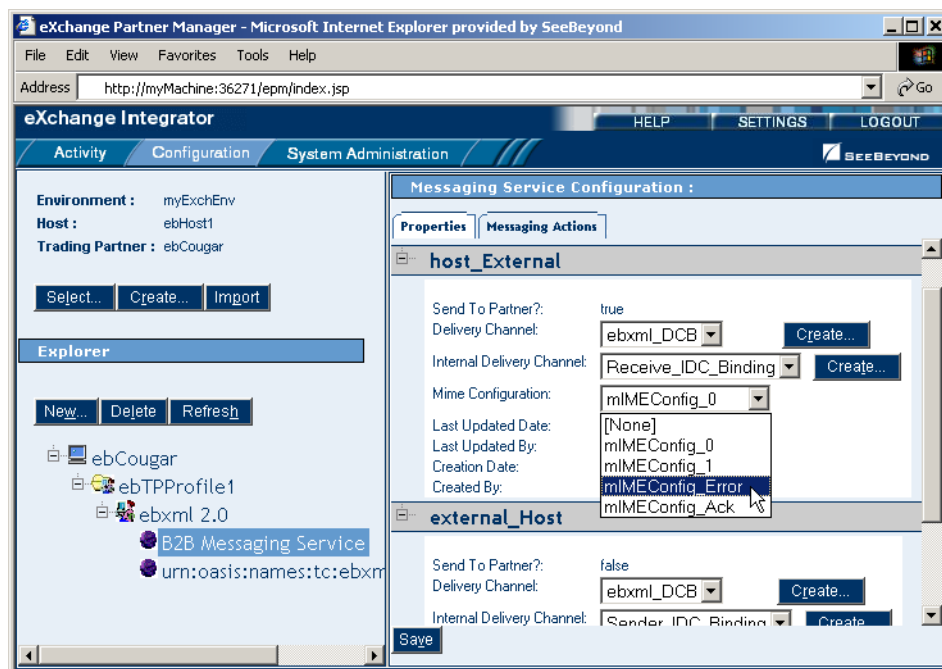 eXchange Partner Manager - Microsoft Internet Explorer provided by SeeBeyond
File Edit View Favorites Tools Help
Address http://myMachine:36271/epm/index.jsp Go
eXchange Integrator
HELP SETTINGS LOGOUT
Activity Configuration System Administration
SEEBEYOND
Environment : myExchEnv
Host : ebHost1
Trading Partner : ebCougar
Select... Create... Import
Explorer
New... Delete Refresh
ebCougar
ebTPProfile1
ebxml 2.0
B2B Messaging Service
urn:oasis:names:tc:ebxm
Messaging Service Configuration :
Properties Messaging Actions
host_External
Send To Partner?: true
Delivery Channel: ebxml_DCB Create...
Internal Delivery Channel: Receive_IDC_Binding Create...
Mime Configuration: mIMEConfig_0
Last Updated Date:
Last Updated By:
Creation Date:
Created By:
[None]
mIMEConfig_0
mIMEConfig_1
mIMEConfig_Error
mIMEConfig_Ack
external_Host
Send To Partner?: false
Delivery Channel: ebxml_DCB Create...
Internal Delivery Channel: Sender_IDC_Binding Create...
Save